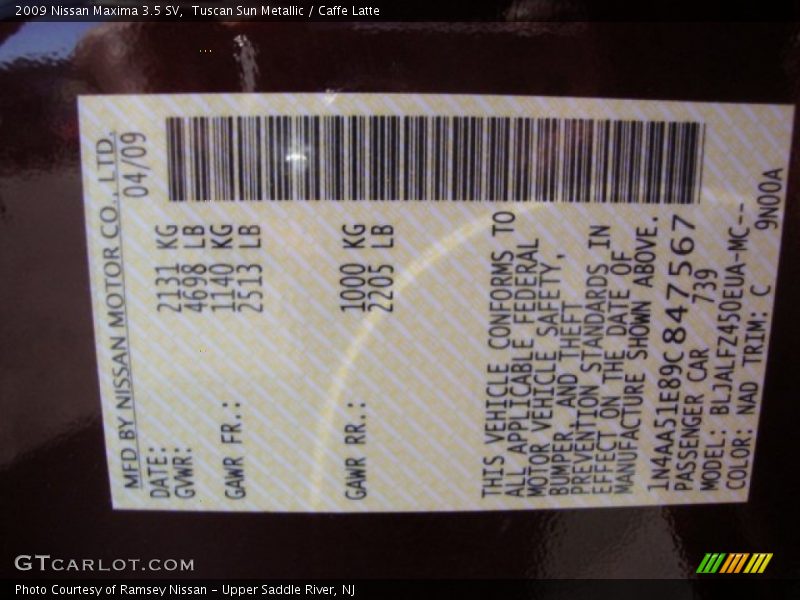 2009 Nissan Maxima 3.5 SV,  Tuscan Sun Metallic / Caffe Latte
MFD BY NISSAN MOTOR CO., LTD.
DATE: 04/09
GVWR: 2131 KG
4698 LB
GAWR FR.: 1140 KG
2513 LB
GAWR RR.: 1000 KG
2205 LB
THIS VEHICLE CONFORMS TO
ALL APPLICABLE FEDERAL
MOTOR VEHICLE SAFETY,
BUMPER, AND THEFT
PREVENTION STANDARDS IN
EFFECT ON THE DATE OF
MANUFACTURE SHOWN ABOVE.
1N4AA51E89C847567
PASSENGER CAR 739
MODEL: BLJALFZ450EUA-MC--
COLOR: NAD TRIM: C 9N00A
GTCARLOT.COM
Photo Courtesy of Ramsey Nissan - Upper Saddle River, NJ